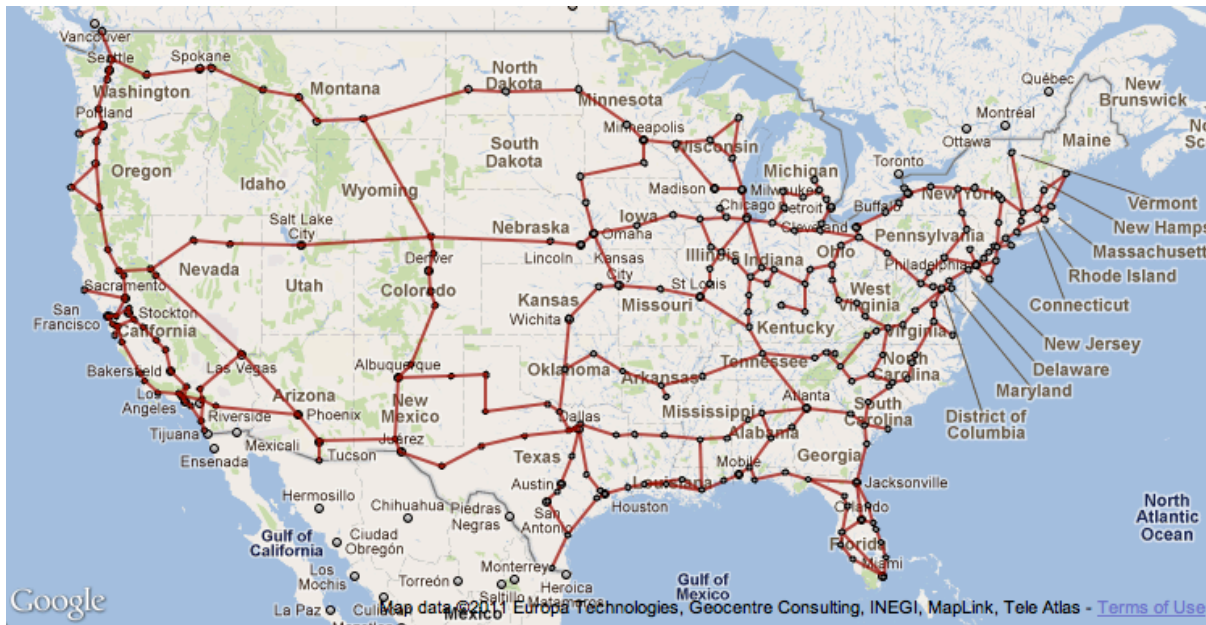 Vancouver
Seattle
Spokane
Washington
Portland
Oregon
Montana
Idaho
Wyoming
North
Dakota
South
Dakota
Minnesota
Minneapolis
Wisconsin
Michigan
Madison
Milwaukee
Chicago
Detroit
Cleveland
Toronto
Buffalo
Ottawa
Montréal
Québec
New
Brunswick
Maine
New York
Vermont
New Hamps
Massachusett
Rhode Island
Connecticut
New Jersey
Delaware
Maryland
District of
Columbia
Pennsylvania
Philadelphia
Ohio
Indiana
Illinois
Iowa
Nebraska
Omaha
Lincoln
Salt Lake
City
Nevada
Utah
Denver
Colorado
Kansas
City
Kansas
Wichita
Missouri
St Louis
West
Virginia
Virginia
Kentucky
Tennessee
North
Carolina
South
Carolina
Sacramento
San
Francisco
Stockton
California
Bakersfield
Las Vegas
Los
Angeles
Riverside
Tijuana
Ensenada
Mexicali
Arizona
Phoenix
Tucson
Albuquerque
New
Mexico
Juárez
Oklahoma
Arkansas
Dallas
Texas
Austin
San
Antonio
Houston
Louisiana
Mississippi
Alabama
Mobile
Atlanta
Georgia
Jacksonville
Orlando
Florida
Miami
Hermosillo
Chihuahua
Piedras
Negras
Ciudad
Obregón
Gulf of
California
Los
Mochis
Torreón
Monterrey
Saltillo
Heroica
Matamoros
La Paz
Culiacán
México
Gulf of
Mexico
North
Atlantic
Ocean
Google
Map data ©2011 Europa Technologies, Geocentre Consulting, INEGI, MapLink, Tele Atlas - Terms of Use